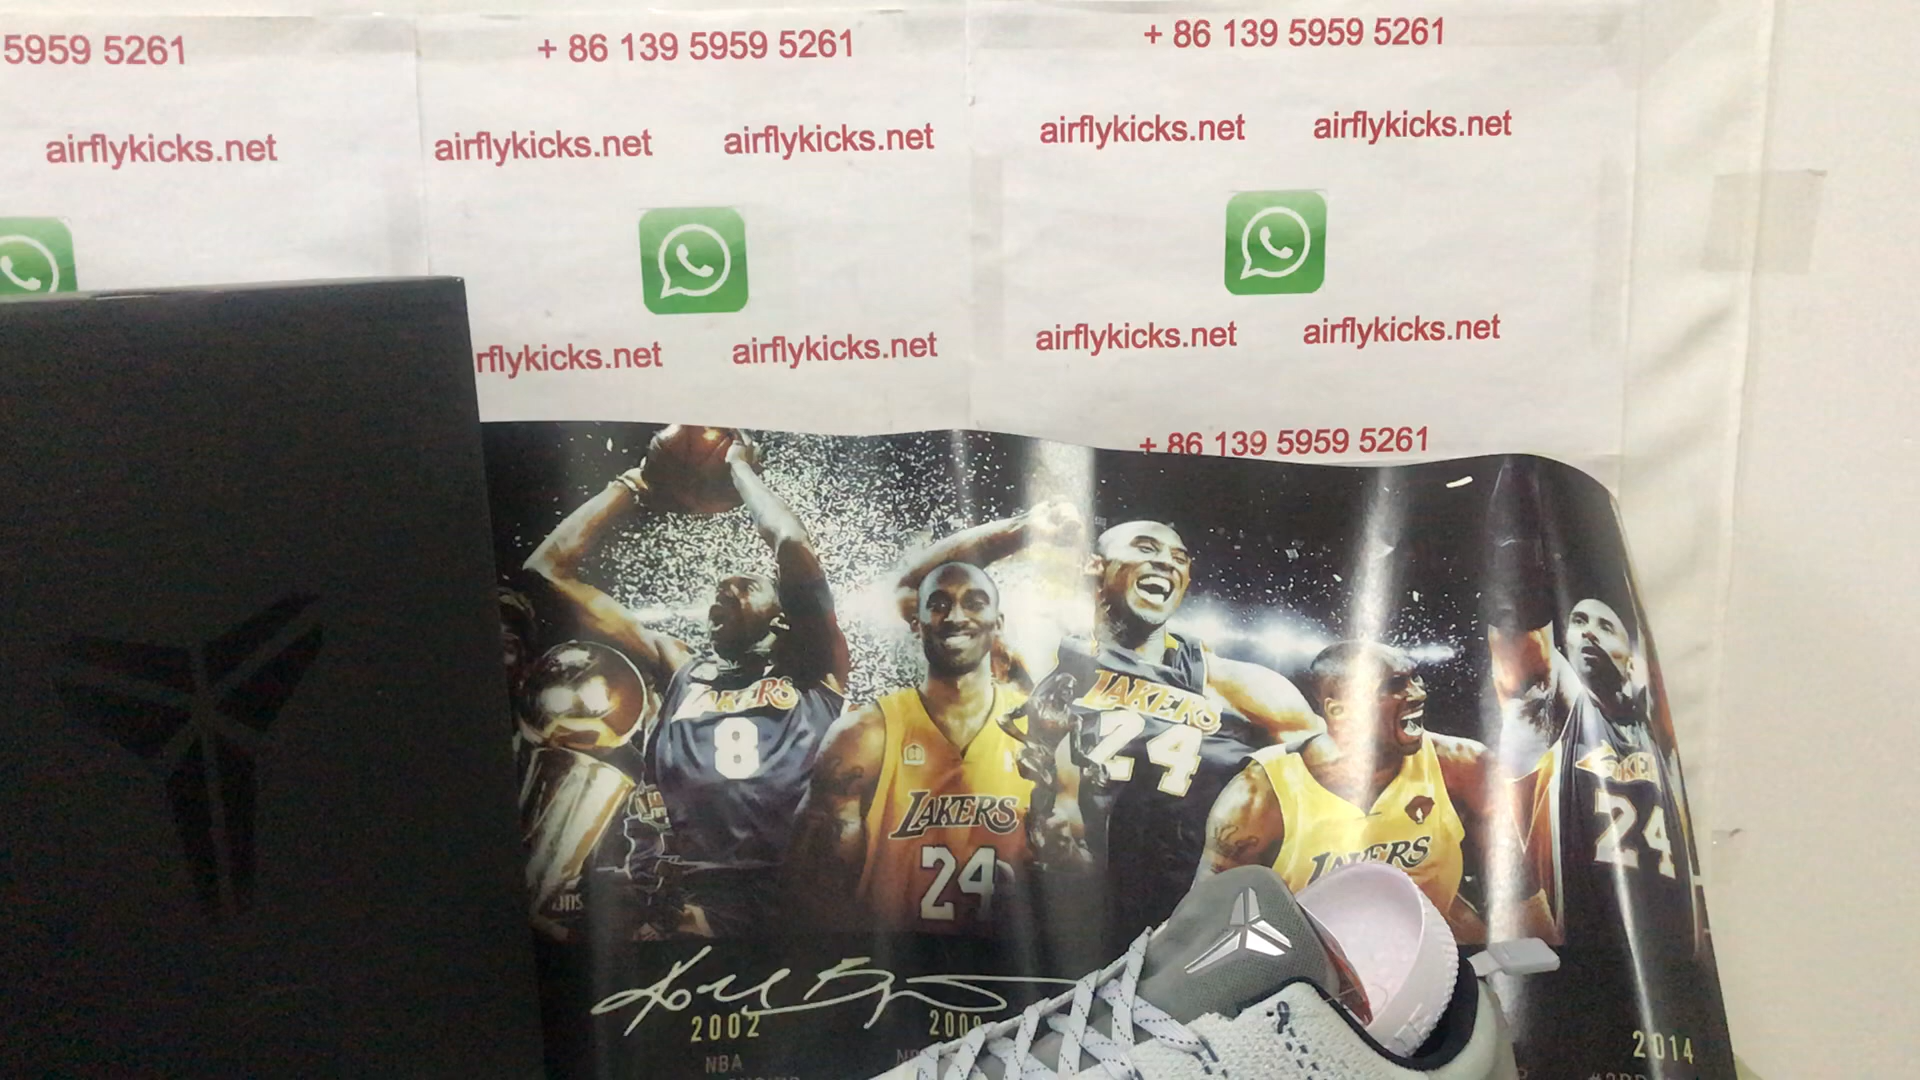 5959 5261
+ 86 139 5959 5261
+ 86 139 5959 5261
airflykicks.net
airflykicks.net airflykicks.net
airflykicks.net airflykicks.net
rflykicks.net airflykicks.net
airflykicks.net airflykicks.net
+ 86 139 5959 5261
LAKERS
8
LAKERS
24
LAKERS
24
LAKERS
24
2002
2008
2014
NBA